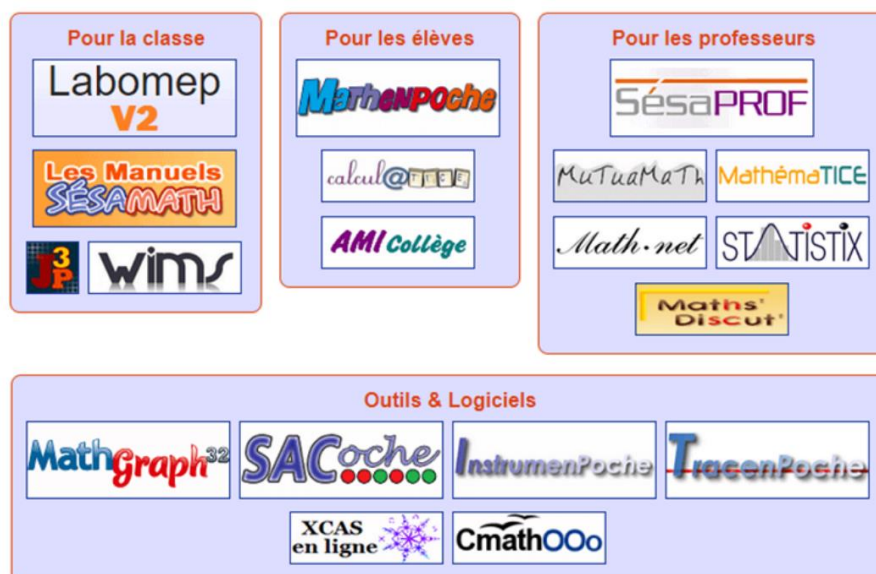 Pour la classe
Labomep
V2
Les Manuels
SÉSAMATH
J3P
wims
Pour les élèves
MATHENPOCHE
calcul@TICE
AMI Collège
Pour les professeurs
SésaPROF
MuTuaMaTh
MathémaTICE
Math.net
STATISTIX
Maths'
Discut'
Outils & Logiciels
MathGraph32
SACoche
InstrumenPoche
TracenPoche
XCAS
en ligne
CmathOOo